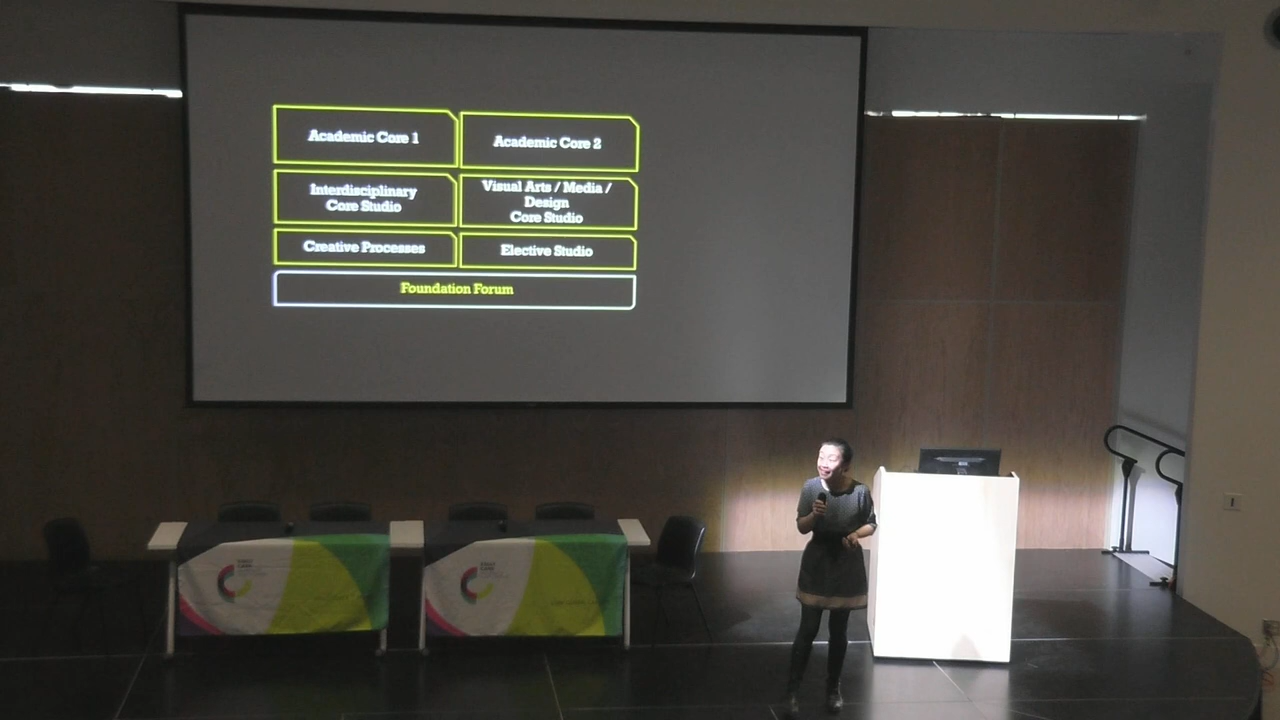 Academic Core 1
Academic Core 2
Interdisciplinary
Core Studio
Visual Arts / Media /
Design
Core Studio
Creative Processes
Elective Studio
Foundation Forum